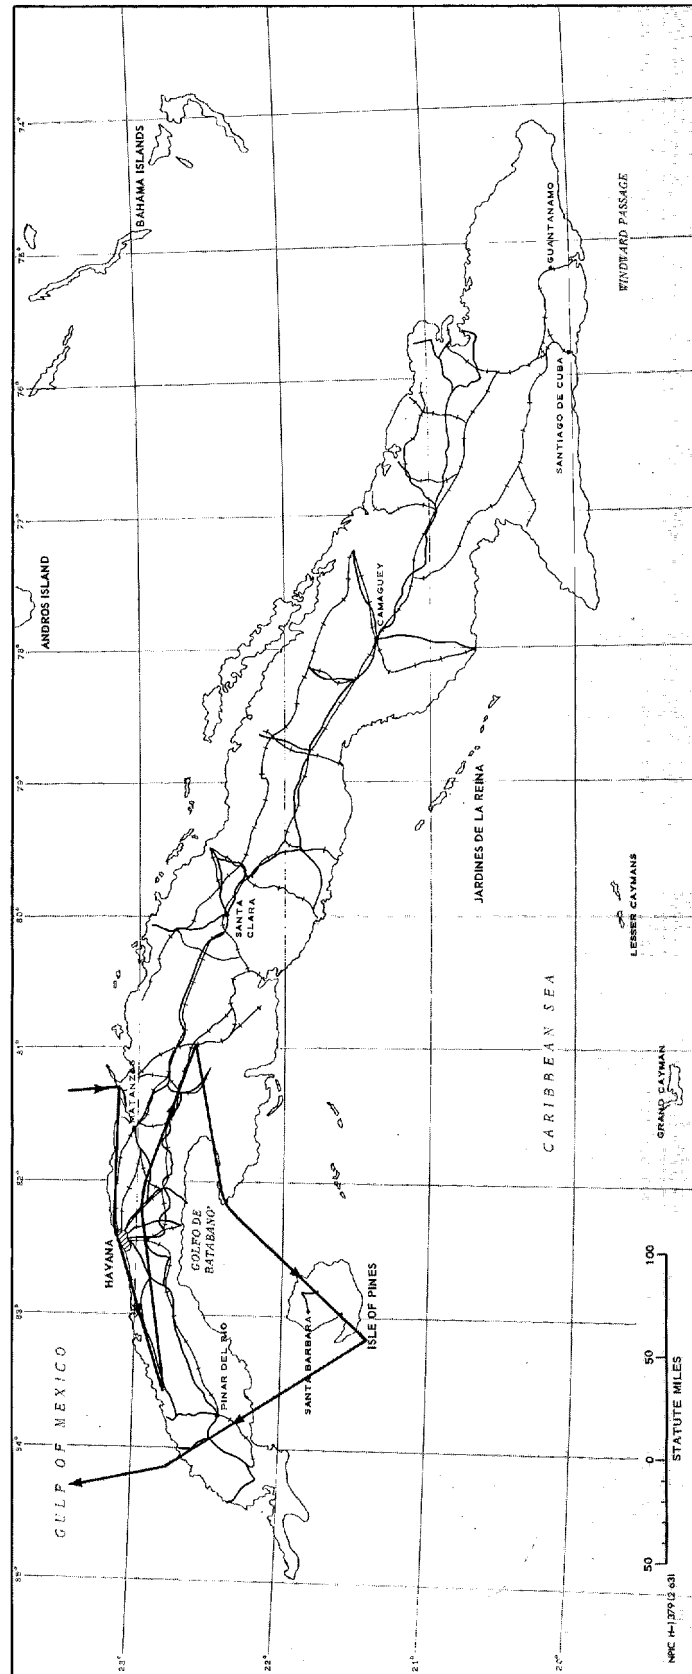 74°
75°
76°
77°
78°
79°
80°
81°
82°
83°
84°
85°
23°
22°
21°
20°
BAHAMA ISLANDS
ANDROS ISLAND
GULF OF MEXICO
HAVANA
MATANZAS
PINAR DEL RIO
GOLFO DE
BATABANO
SANTA BARBARA
ISLE OF PINES
SANTA
CLARA
CAMAGUEY
JARDINES DE LA REINA
SANTIAGO DE CUBA
GUANTANAMO
WINDWARD PASSAGE
CARIBBEAN SEA
LESSER CAYMANS
GRAND CAYMAN
50 0 50 100
STATUTE MILES
NPIC H-1379 (2/63)